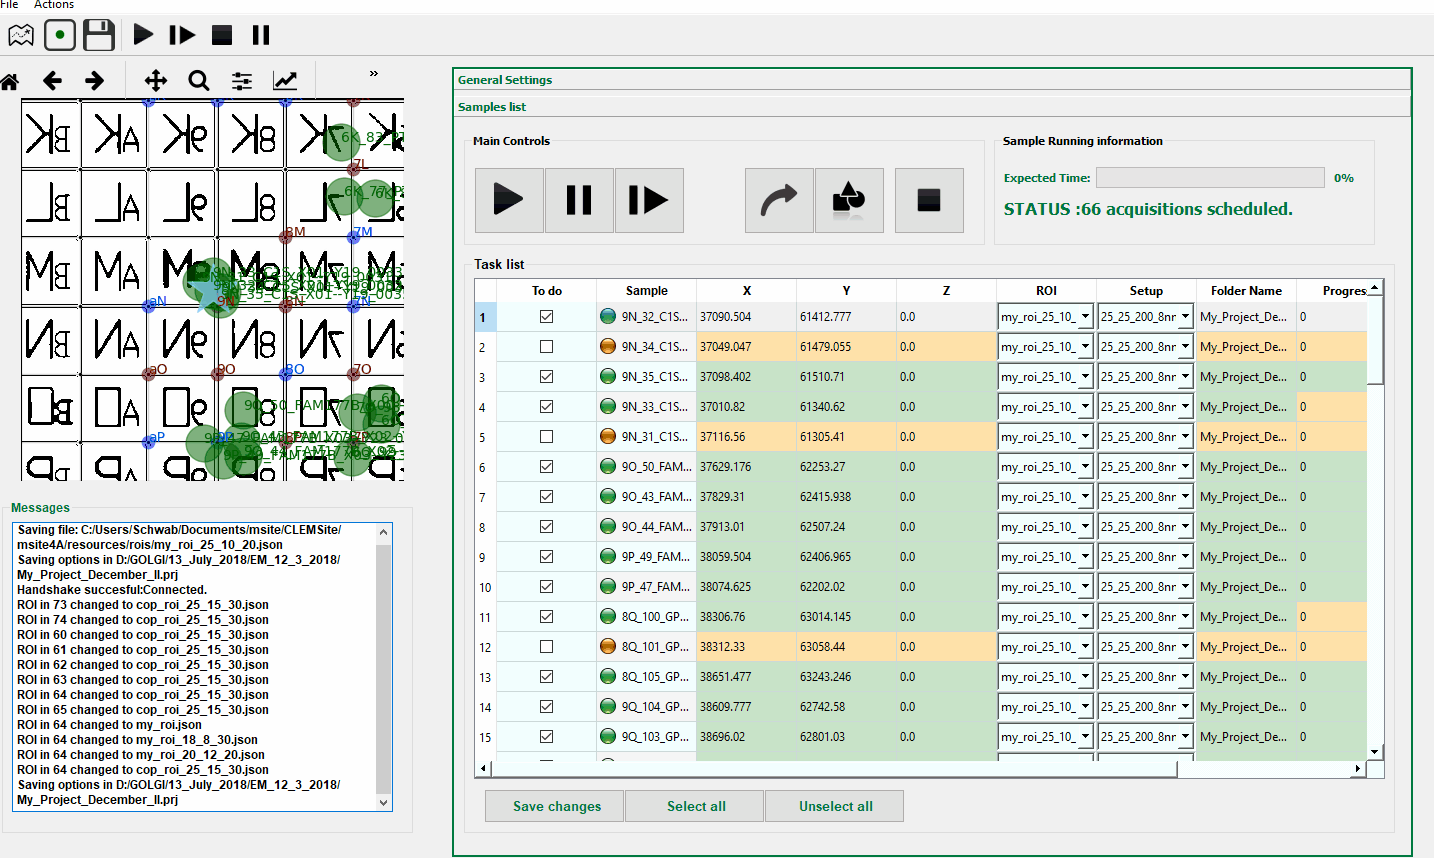 File Actions
»
General Settings
Samples list
Main Controls
Sample Running information
Expected Time: 0%
STATUS :66 acquisitions scheduled.
Task list
To do Sample X Y Z ROI Setup Folder Name Progres
1 9N_32_C1S... 37090.504 61412.777 0.0 my_roi_25_10_ 25_25_200_8nr My_Project_De... 0
2 9N_34_C1S... 37049.047 61479.055 0.0 my_roi_25_10_ 25_25_200_8nr My_Project_De... 0
3 9N_35_C1S... 37098.402 61510.71 0.0 my_roi_25_10_ 25_25_200_8nr My_Project_De... 0
4 9N_33_C1S... 37010.82 61340.62 0.0 my_roi_25_10_ 25_25_200_8nr My_Project_De... 0
5 9N_31_C1S... 37116.56 61305.41 0.0 my_roi_25_10_ 25_25_200_8nr My_Project_De... 0
6 9O_50_FAM... 37629.176 62253.27 0.0 my_roi_25_10_ 25_25_200_8nr My_Project_De... 0
7 9O_43_FAM... 37829.31 62415.938 0.0 my_roi_25_10_ 25_25_200_8nr My_Project_De... 0
8 9O_44_FAM... 37913.01 62507.24 0.0 my_roi_25_10_ 25_25_200_8nr My_Project_De... 0
9 9P_49_FAM... 38059.504 62406.965 0.0 my_roi_25_10_ 25_25_200_8nr My_Project_De... 0
10 9P_47_FAM... 38074.625 62202.02 0.0 my_roi_25_10_ 25_25_200_8nr My_Project_De... 0
11 8Q_100_GP... 38306.76 63014.145 0.0 my_roi_25_10_ 25_25_200_8nr My_Project_De... 0
12 8Q_101_GP... 38312.33 63058.44 0.0 my_roi_25_10_ 25_25_200_8nr My_Project_De... 0
13 8Q_105_GP... 38651.477 63243.246 0.0 my_roi_25_10_ 25_25_200_8nr My_Project_De... 0
14 9Q_104_GP... 38609.777 62742.58 0.0 my_roi_25_10_ 25_25_200_8nr My_Project_De... 0
15 9Q_103_GP... 38696.02 62801.03 0.0 my_roi_25_10_ 25_25_200_8nr My_Project_De... 0
Save changes Select all Unselect all
7L
8M 7M
aN 9N 8N 7N
aO 9O 8O 7O
aP 9P 8P 7P
Messages
Saving file: C:/Users/Schwab/Documents/msite/CLEMSite/
msite4A/resources/rois/my_roi_25_10_20.json
Saving options in D:/GOLGI/13_July_2018/EM_12_3_2018/
My_Project_December_II.prj
Handshake succesful:Connected.
ROI in 73 changed to cop_roi_25_15_30.json
ROI in 74 changed to cop_roi_25_15_30.json
ROI in 60 changed to cop_roi_25_15_30.json
ROI in 61 changed to cop_roi_25_15_30.json
ROI in 62 changed to cop_roi_25_15_30.json
ROI in 63 changed to cop_roi_25_15_30.json
ROI in 64 changed to cop_roi_25_15_30.json
ROI in 65 changed to cop_roi_25_15_30.json
ROI in 64 changed to my_roi.json
ROI in 64 changed to my_roi_18_8_30.json
ROI in 64 changed to my_roi_20_12_20.json
ROI in 64 changed to cop_roi_25_15_30.json
Saving options in D:/GOLGI/13_July_2018/EM_12_3_2018/
My_Project_December_II.prj